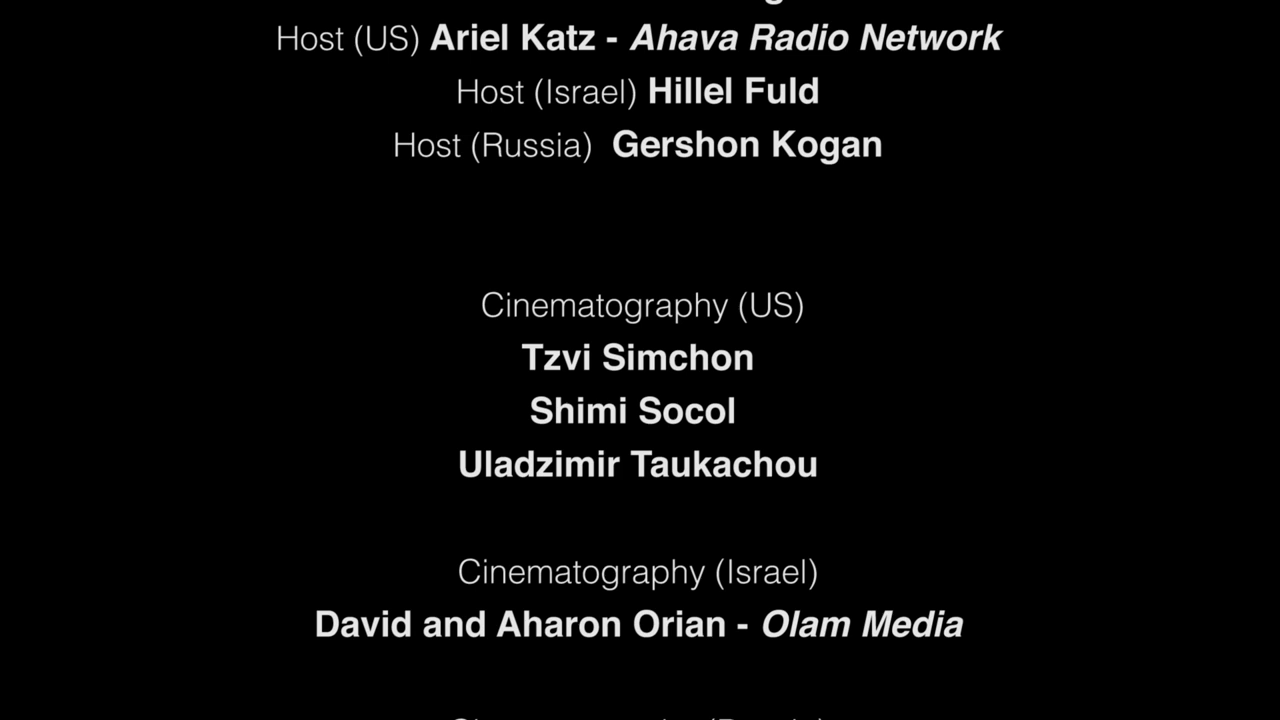 Host (US) Ariel Katz - Ahava Radio Network
Host (Israel) Hillel Fuld
Host (Russia) Gershon Kogan
Cinematography (US)
Tzvi Simchon
Shimi Socol
Uladzimir Taukachou
Cinematography (Israel)
David and Aharon Orian - Olam Media